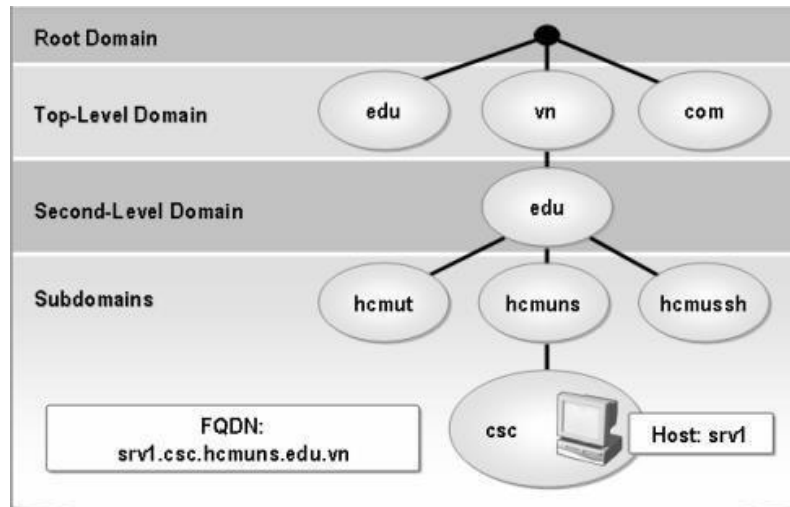 Root Domain
Top-Level Domain
edu
vn
com
Second-Level Domain
edu
Subdomains
hcmut
hcmuns
hcmussh
csc
Host: srv1
FQDN:
srv1.csc.hcmuns.edu.vn